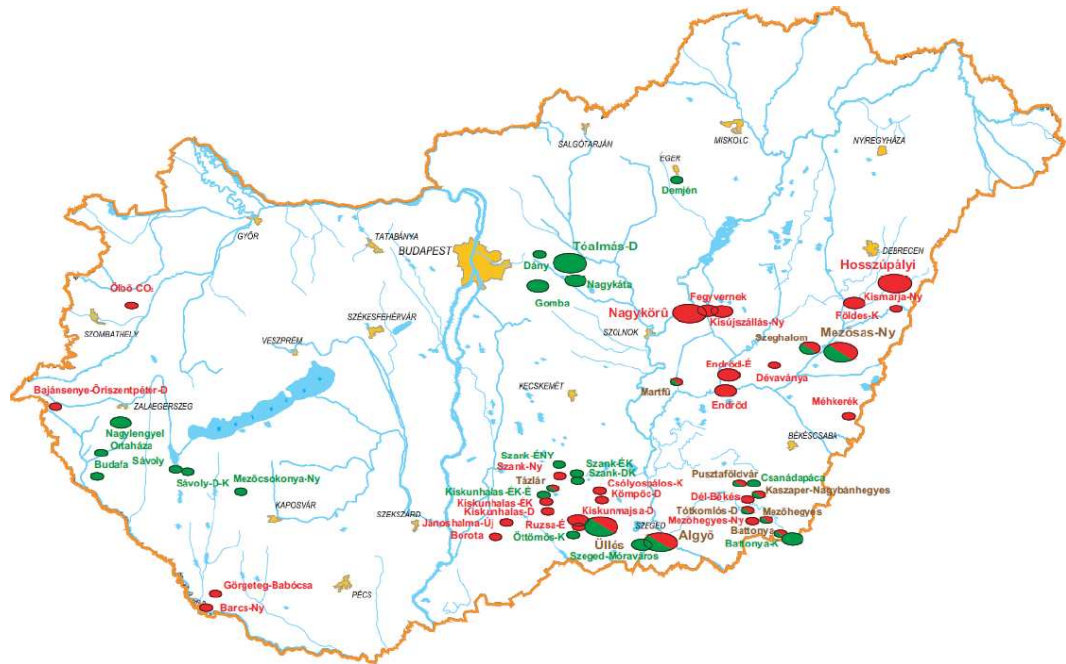 SALGÓTARJÁN
MISKOLC
NYÍREGYHÁZA
EGER
Demjén
GYŐR
TATABÁNYA
BUDAPEST
Tóalmás-D
Dány
Nagykáta
Gomba
DEBRECEN
Hosszúpályi
Kismarja-Ny
Földes-K
Ölbő-CO₂
SZOMBATHELY
SZÉKESFEHÉRVÁR
VESZPRÉM
Fegyvernek
Nagykörű
Kisújszállás-Ny
SZOLNOK
Szeghalom
Mezősas-Ny
Endrőd-É
Dévaványa
Martfű
Endrőd
Méhkerék
KECSKEMÉT
BÉKÉSCSABA
Bajánsenye-Őriszentpéter-D
ZALAEGERSZEG
Nagylengyel
Ortaháza
Budafa
Sávoly
Sávoly-D-K
Mezőcsókonya-Ny
KAPOSVÁR
SZEKSZÁRD
PÉCS
Görgeteg-Babócsa
Barcs-Ny
Szank-ÉNY
Szank-Ny
Szank-ÉK
Szank-DK
Tázlár
Csólyospálos-K
Kiskunhalas-ÉK-É
Kömpöc-D
Kiskunhalas-ÉK
Kiskunhalas-D
Kiskunmajsa-D
Jánoshalma-Új
Ruzsa-É
Borota
Öttömös-K
Üllés
SZEGED
Algyő
Szeged-Móraváros
Pusztaföldvár
Csanádapáca
Kaszaper-Nagybánhegyes
Dél-Békés
Tótkomlós-D
Mezőhegyes
Mezőhegyes-Ny
Battonya
Battonya-K